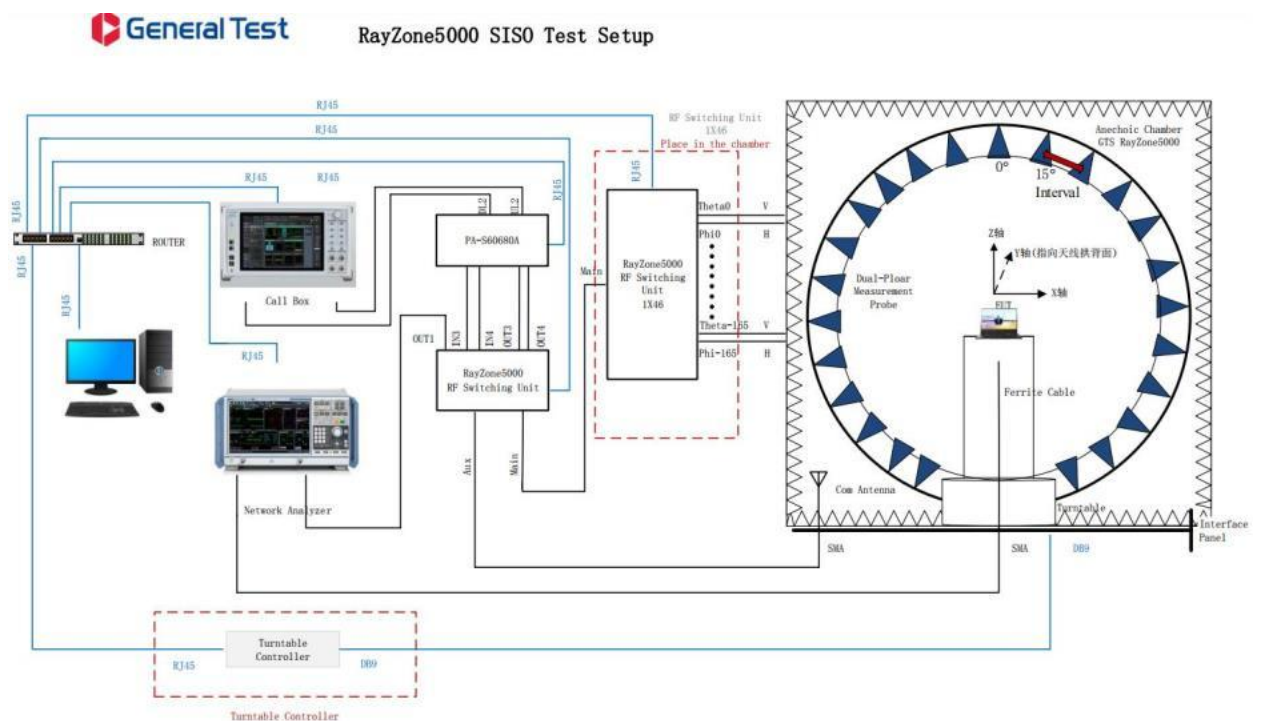 General Test
RayZone5000 SISO Test Setup
RJ45
RJ45
RJ45
RJ45
RJ45
RJ45
RJ45
RJ45
RJ45
RJ45
ROUTER
Call Box
Network Analyzer
DL2
UL2
PA-S60680A
OUT1
IN3
IN4
OUT3
OUT4
RayZone5000
RF Switching Unit
Aux
Main
RF Switching Unit
1X46
Place in the chamber
Main
RayZone5000
RF Switching
Unit
1X46
Theta0 V
Phi0 H
Theta-165 V
Phi-165 H
Anechoic Chamber
GTS RayZone5000
0°
15°
Interval
Z轴
Y轴(指向天线拱背面)
X轴
EUT
Dual-Ploar
Measurement
Probe
Ferrite Cable
Com Antenna
Turntable
Interface
Panel
SMA
SMA
DB9
Turntable
Controller
RJ45
DB9
Turntable Controller